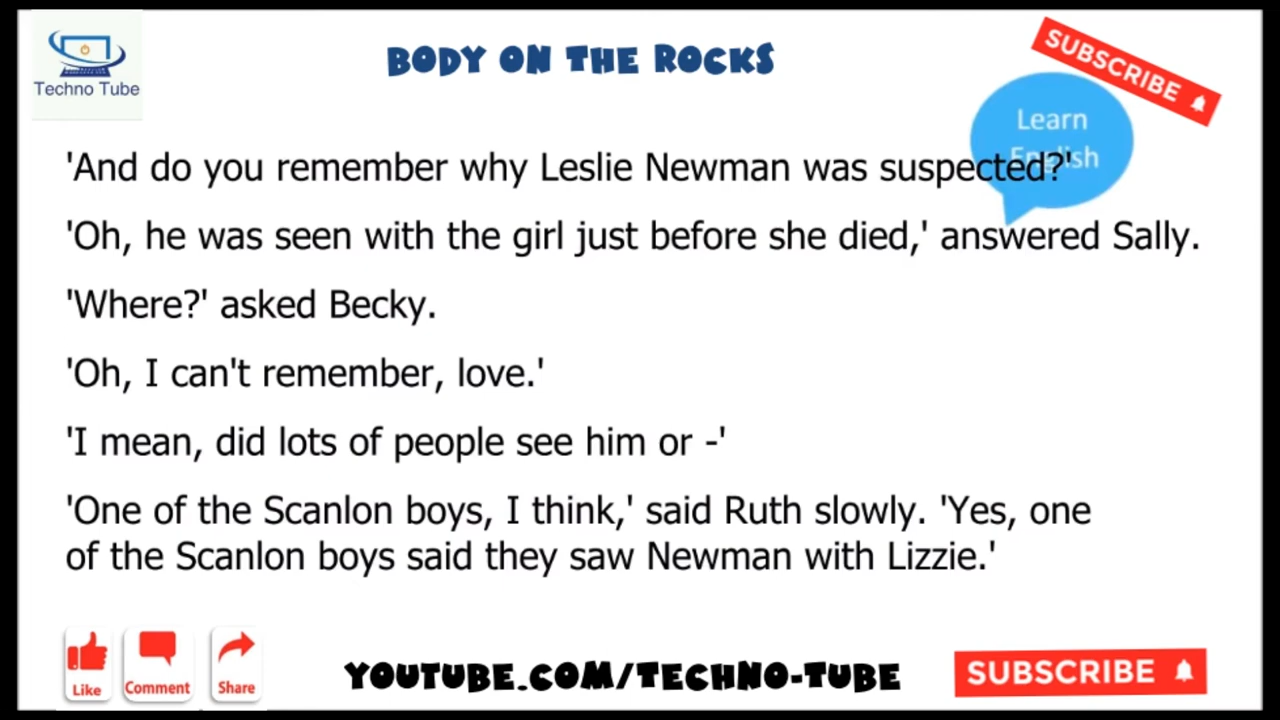 Techno Tube
BODY ON THE ROCKS
SUBSCRIBE
Learn
English
'And do you remember why Leslie Newman was suspected?'
'Oh, he was seen with the girl just before she died,' answered Sally.
'Where?' asked Becky.
'Oh, I can't remember, love.'
'I mean, did lots of people see him or -'
'One of the Scanlon boys, I think,' said Ruth slowly. 'Yes, one
of the Scanlon boys said they saw Newman with Lizzie.'
Like
Comment
Share
YOUTUBE.COM/TECHNO-TUBE
SUBSCRIBE